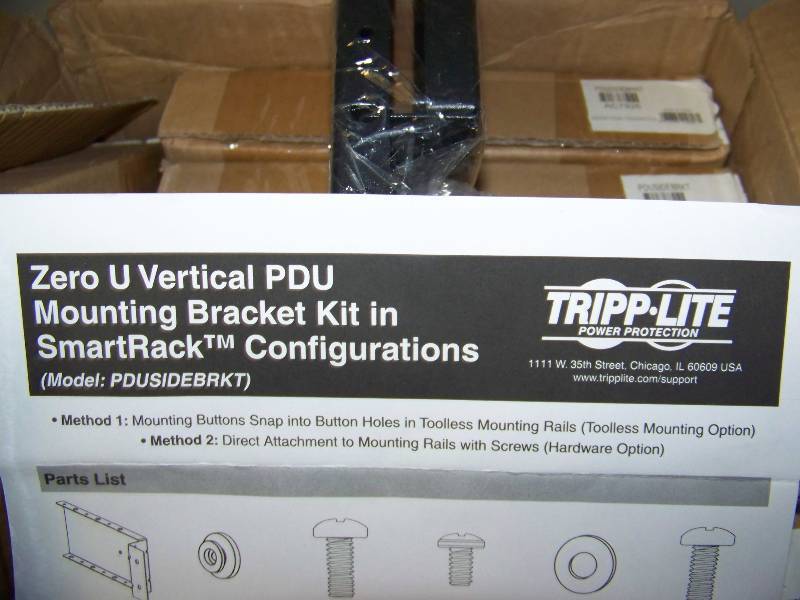 PDUSIDEBRKT
PDUSIDEBRKT
Zero U Vertical PDU
Mounting Bracket Kit in
SmartRack™ Configurations
(Model: PDUSIDEBRKT)
TRIPP·LITE
POWER PROTECTION
1111 W. 35th Street, Chicago, IL 60609 USA
www.tripplite.com/support
• Method 1: Mounting Buttons Snap into Button Holes in Toolless Mounting Rails (Toolless Mounting Option)
• Method 2: Direct Attachment to Mounting Rails with Screws (Hardware Option)
Parts List